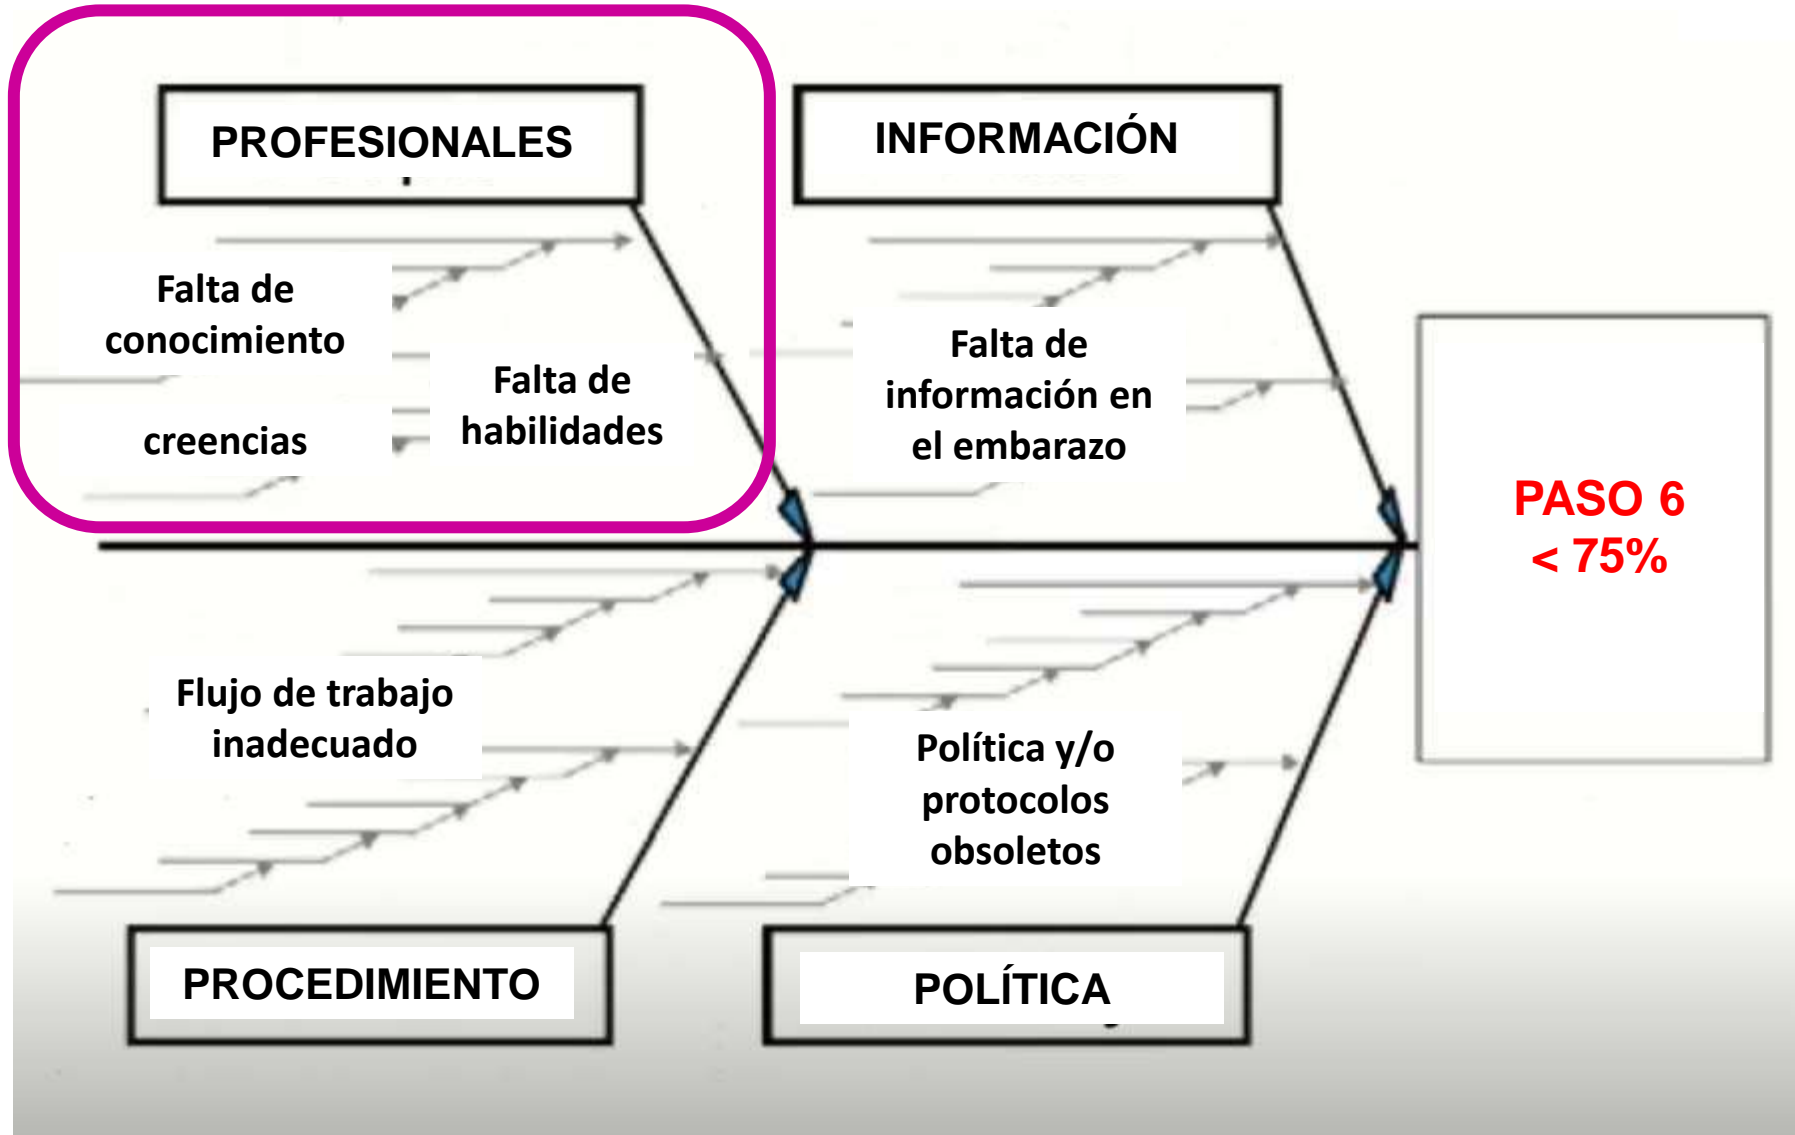 PROFESIONALES
INFORMACIÓN
Falta de
conocimiento
creencias
Falta de
habilidades
Falta de
información en
el embarazo
PASO 6
< 75%
Flujo de trabajo
inadecuado
Política y/o
protocolos
obsoletos
PROCEDIMIENTO
POLÍTICA